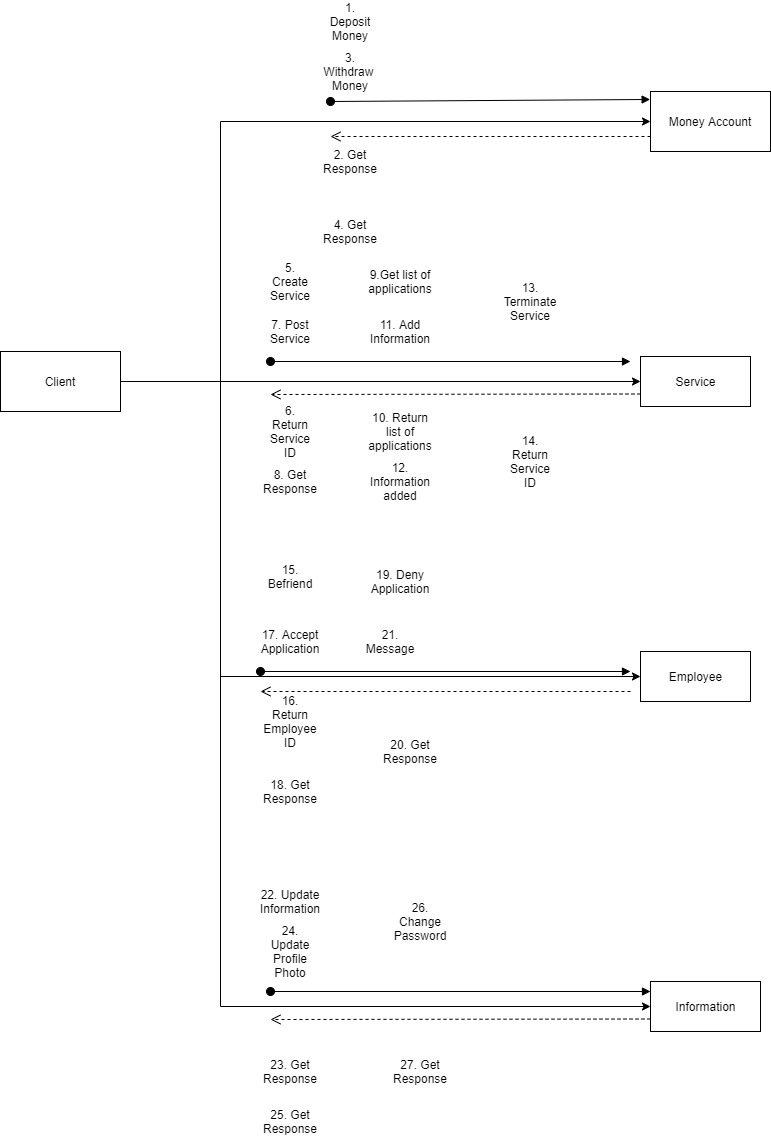 1.
Deposit
Money
3.
Withdraw
Money
Money Account
2. Get
Response
4. Get
Response
5.
Create
Service
9.Get list of
applications
13.
Terminate
Service
7. Post
Service
11. Add
Information
Client
Service
6.
Return
Service
ID
10. Return
list of
applications
14.
Return
Service
ID
8. Get
Response
12.
Information
added
15.
Befriend
19. Deny
Application
17. Accept
Application
21.
Message
Employee
16.
Return
Employee
ID
20. Get
Response
18. Get
Response
22. Update
Information
26.
Change
Password
24.
Update
Profile
Photo
Information
23. Get
Response
27. Get
Response
25. Get
Response